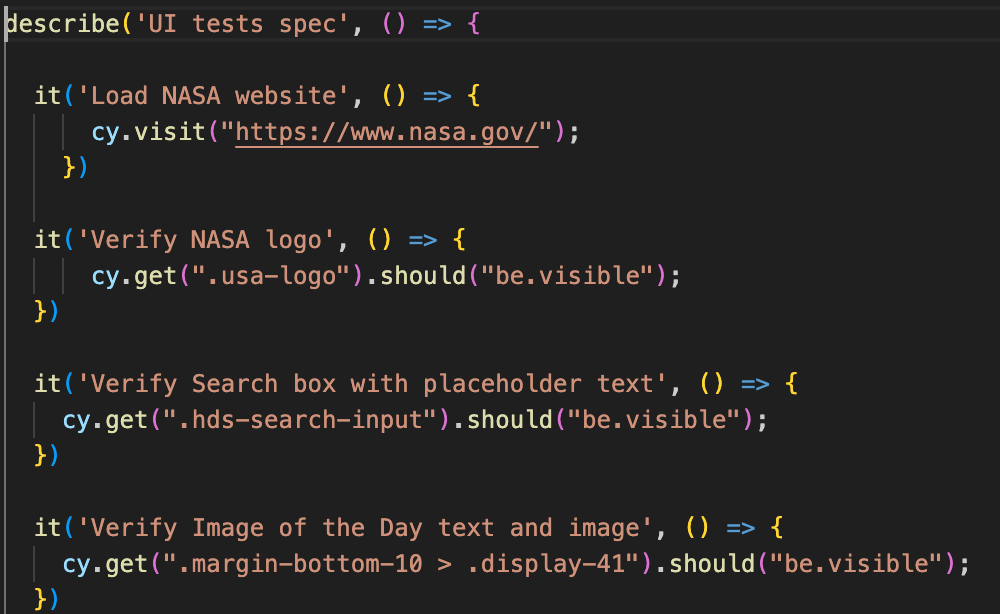 describe('UI tests spec', () => {
it('Load NASA website', () => {
cy.visit("https://www.nasa.gov/");
})
it('Verify NASA logo', () => {
cy.get(".usa-logo").should("be.visible");
})
it('Verify Search box with placeholder text', () => {
cy.get(".hds-search-input").should("be.visible");
})
it('Verify Image of the Day text and image', () => {
cy.get(".margin-bottom-10 > .display-41").should("be.visible");
})